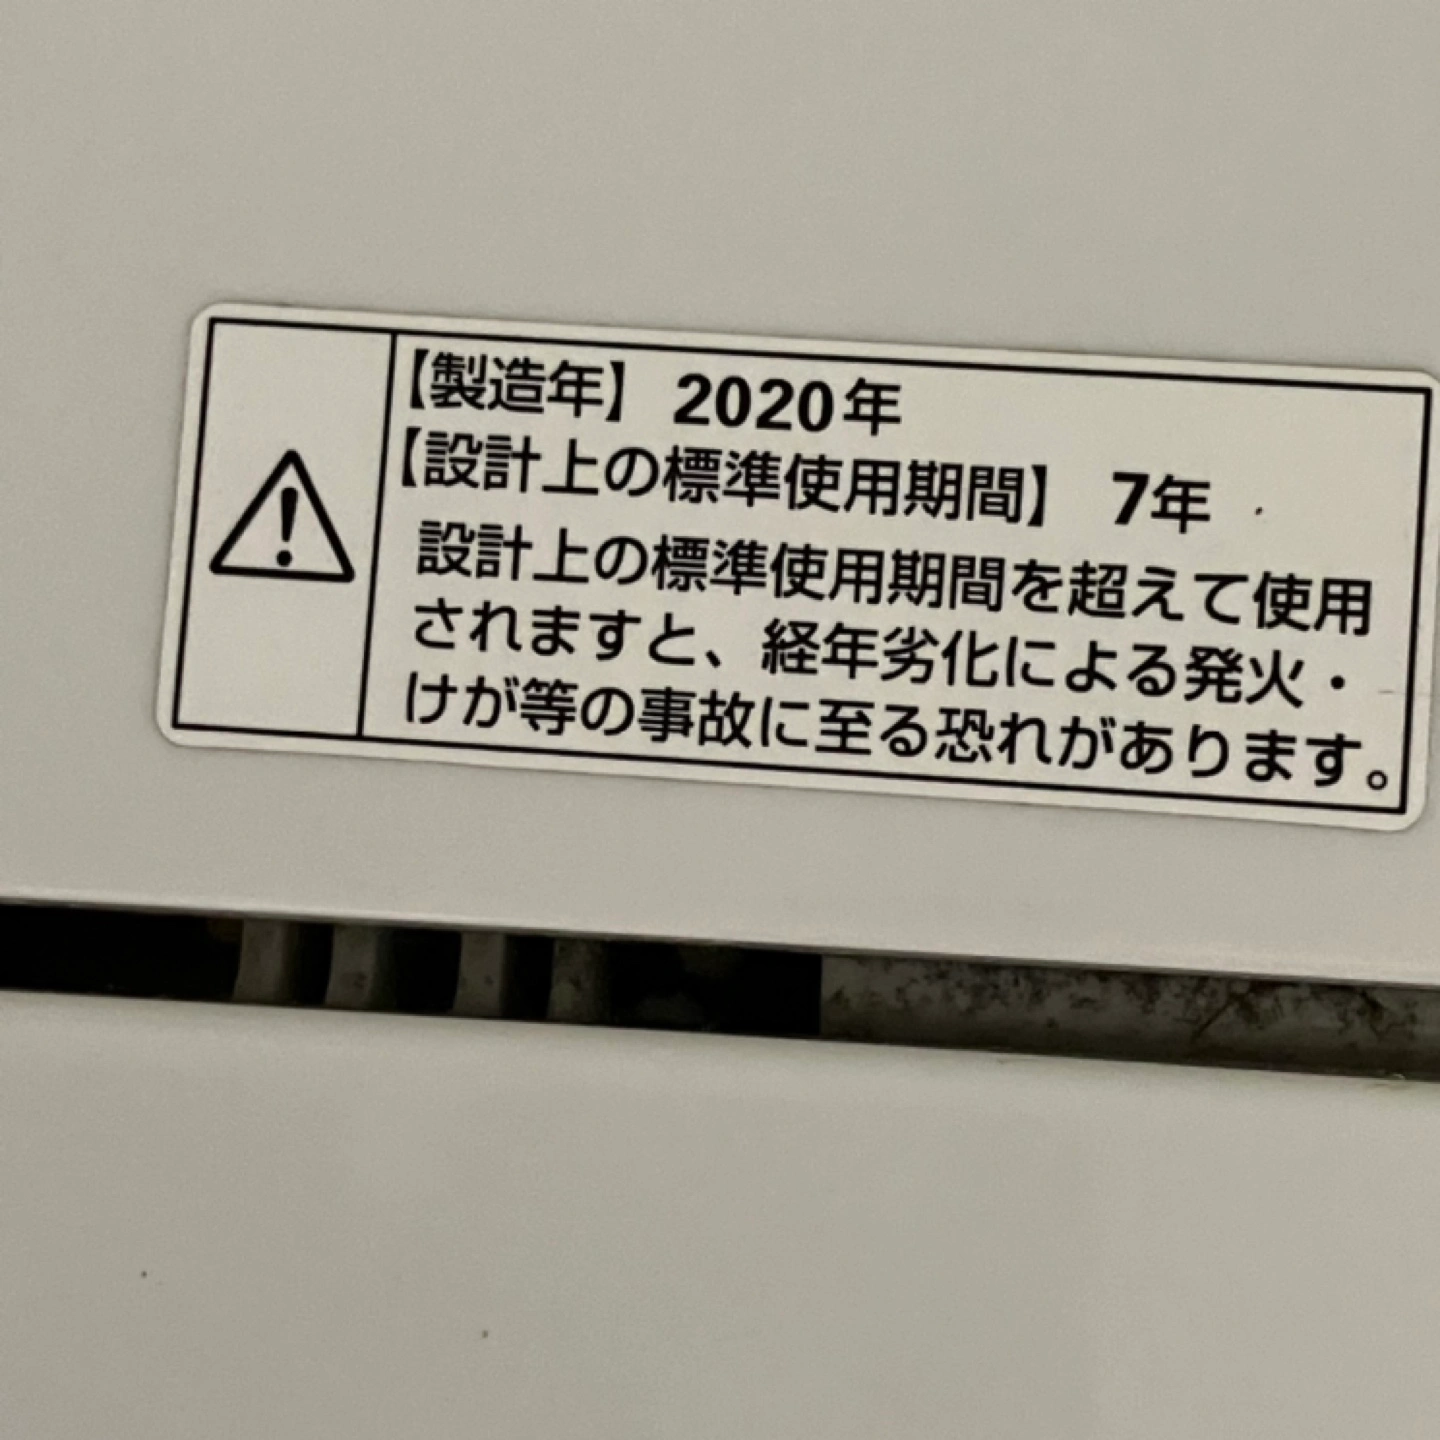 【製造年】 2020年
【設計上の標準使用期間】 7年
設計上の標準使用期間を超えて使用
されますと、経年劣化による発火・
けが等の事故に至る恐れがあります。